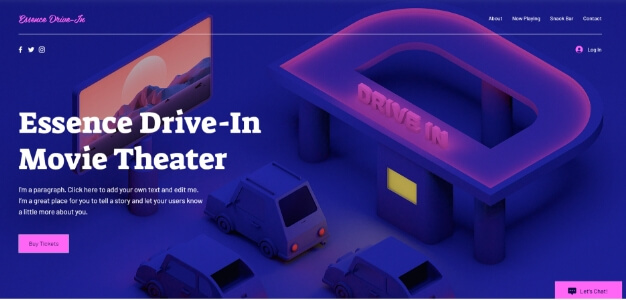 Essence Drive-In
About Now Playing Snack Bar Contact
Log In
DRIVE IN
Essence Drive-In
Movie Theater
I'm a paragraph. Click here to add your own text and edit me.
I'm a great place for you to tell a story and let your users know
a little more about you.
Buy Tickets
Let's Chat!